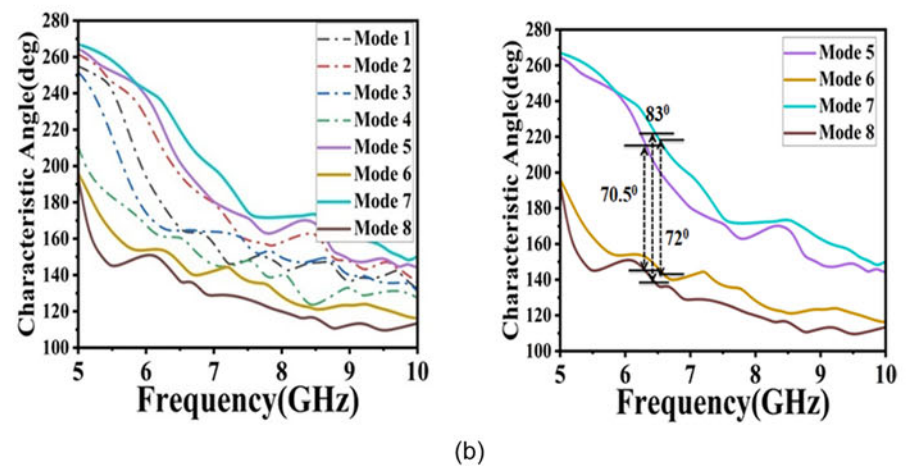 Characteristic Angle(deg)
280
260
240
220
200
180
160
140
120
100
5
6
7
8
9
10
Frequency(GHz)
Mode 1
Mode 2
Mode 3
Mode 4
Mode 5
Mode 6
Mode 7
Mode 8
Characteristic Angle(deg)
280
260
240
220
200
180
160
140
120
100
5
6
7
8
9
10
Frequency(GHz)
Mode 5
Mode 6
Mode 7
Mode 8
83⁰
70.5⁰
72⁰
(b)